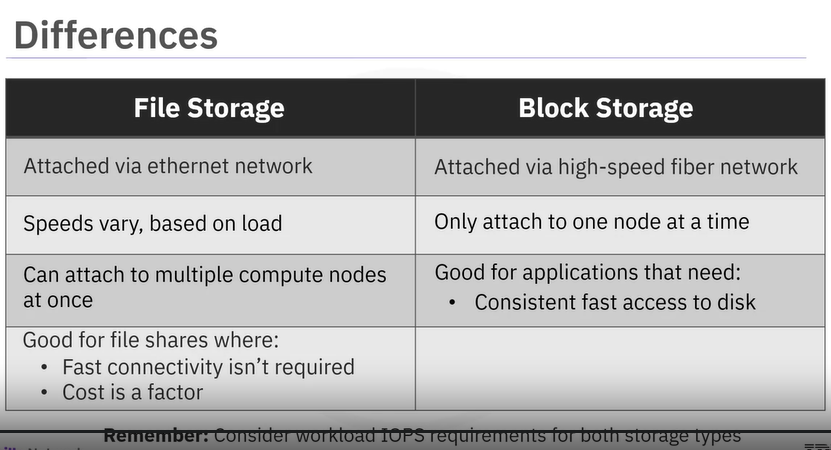 Differences
File Storage
Block Storage
Attached via ethernet network
Attached via high-speed fiber network
Speeds vary, based on load
Only attach to one node at a time
Can attach to multiple compute nodes
at once
Good for applications that need:
• Consistent fast access to disk
Good for file shares where:
• Fast connectivity isn’t required
• Cost is a factor
Remember: Consider workload IOPS requirements for both storage types